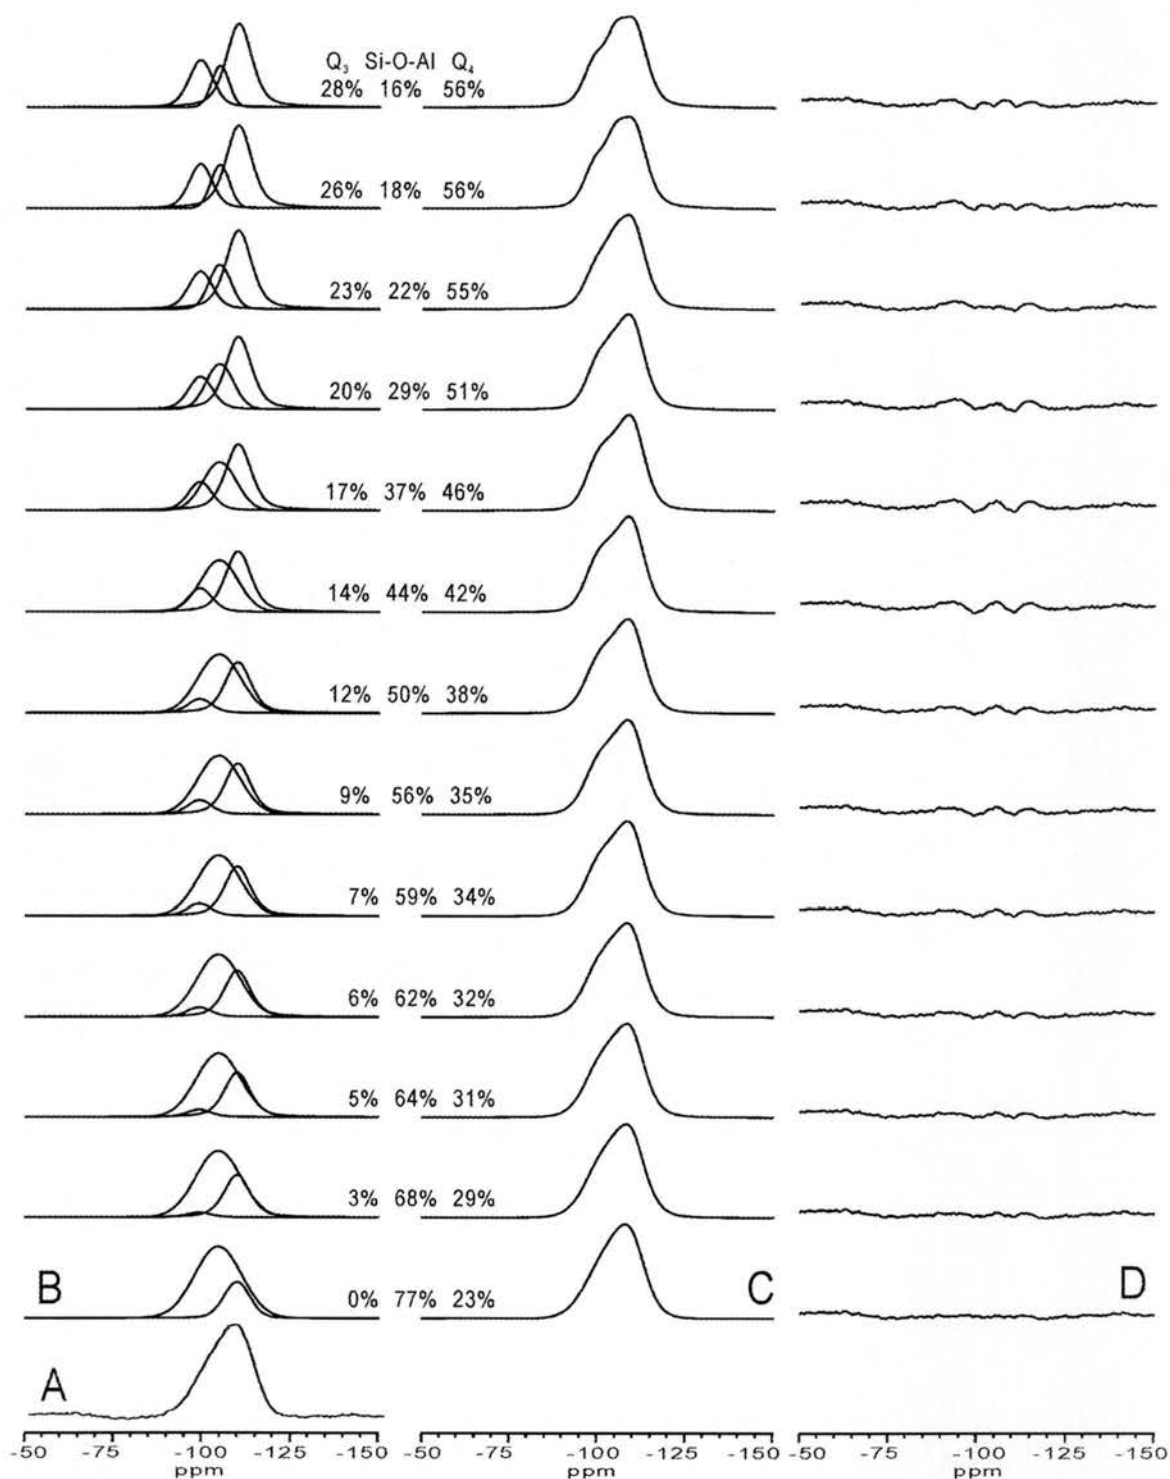 Q₃ Si-O-Al Q₄
28% 16% 56%
26% 18% 56%
23% 22% 55%
20% 29% 51%
17% 37% 46%
14% 44% 42%
12% 50% 38%
9% 56% 35%
7% 59% 34%
6% 62% 32%
5% 64% 31%
3% 68% 29%
B 0% 77% 23% C D
A
-50 -75 -100 -125 -150 -50 -75 -100 -125 -150 -50 -75 -100 -125 -150
ppm ppm ppm